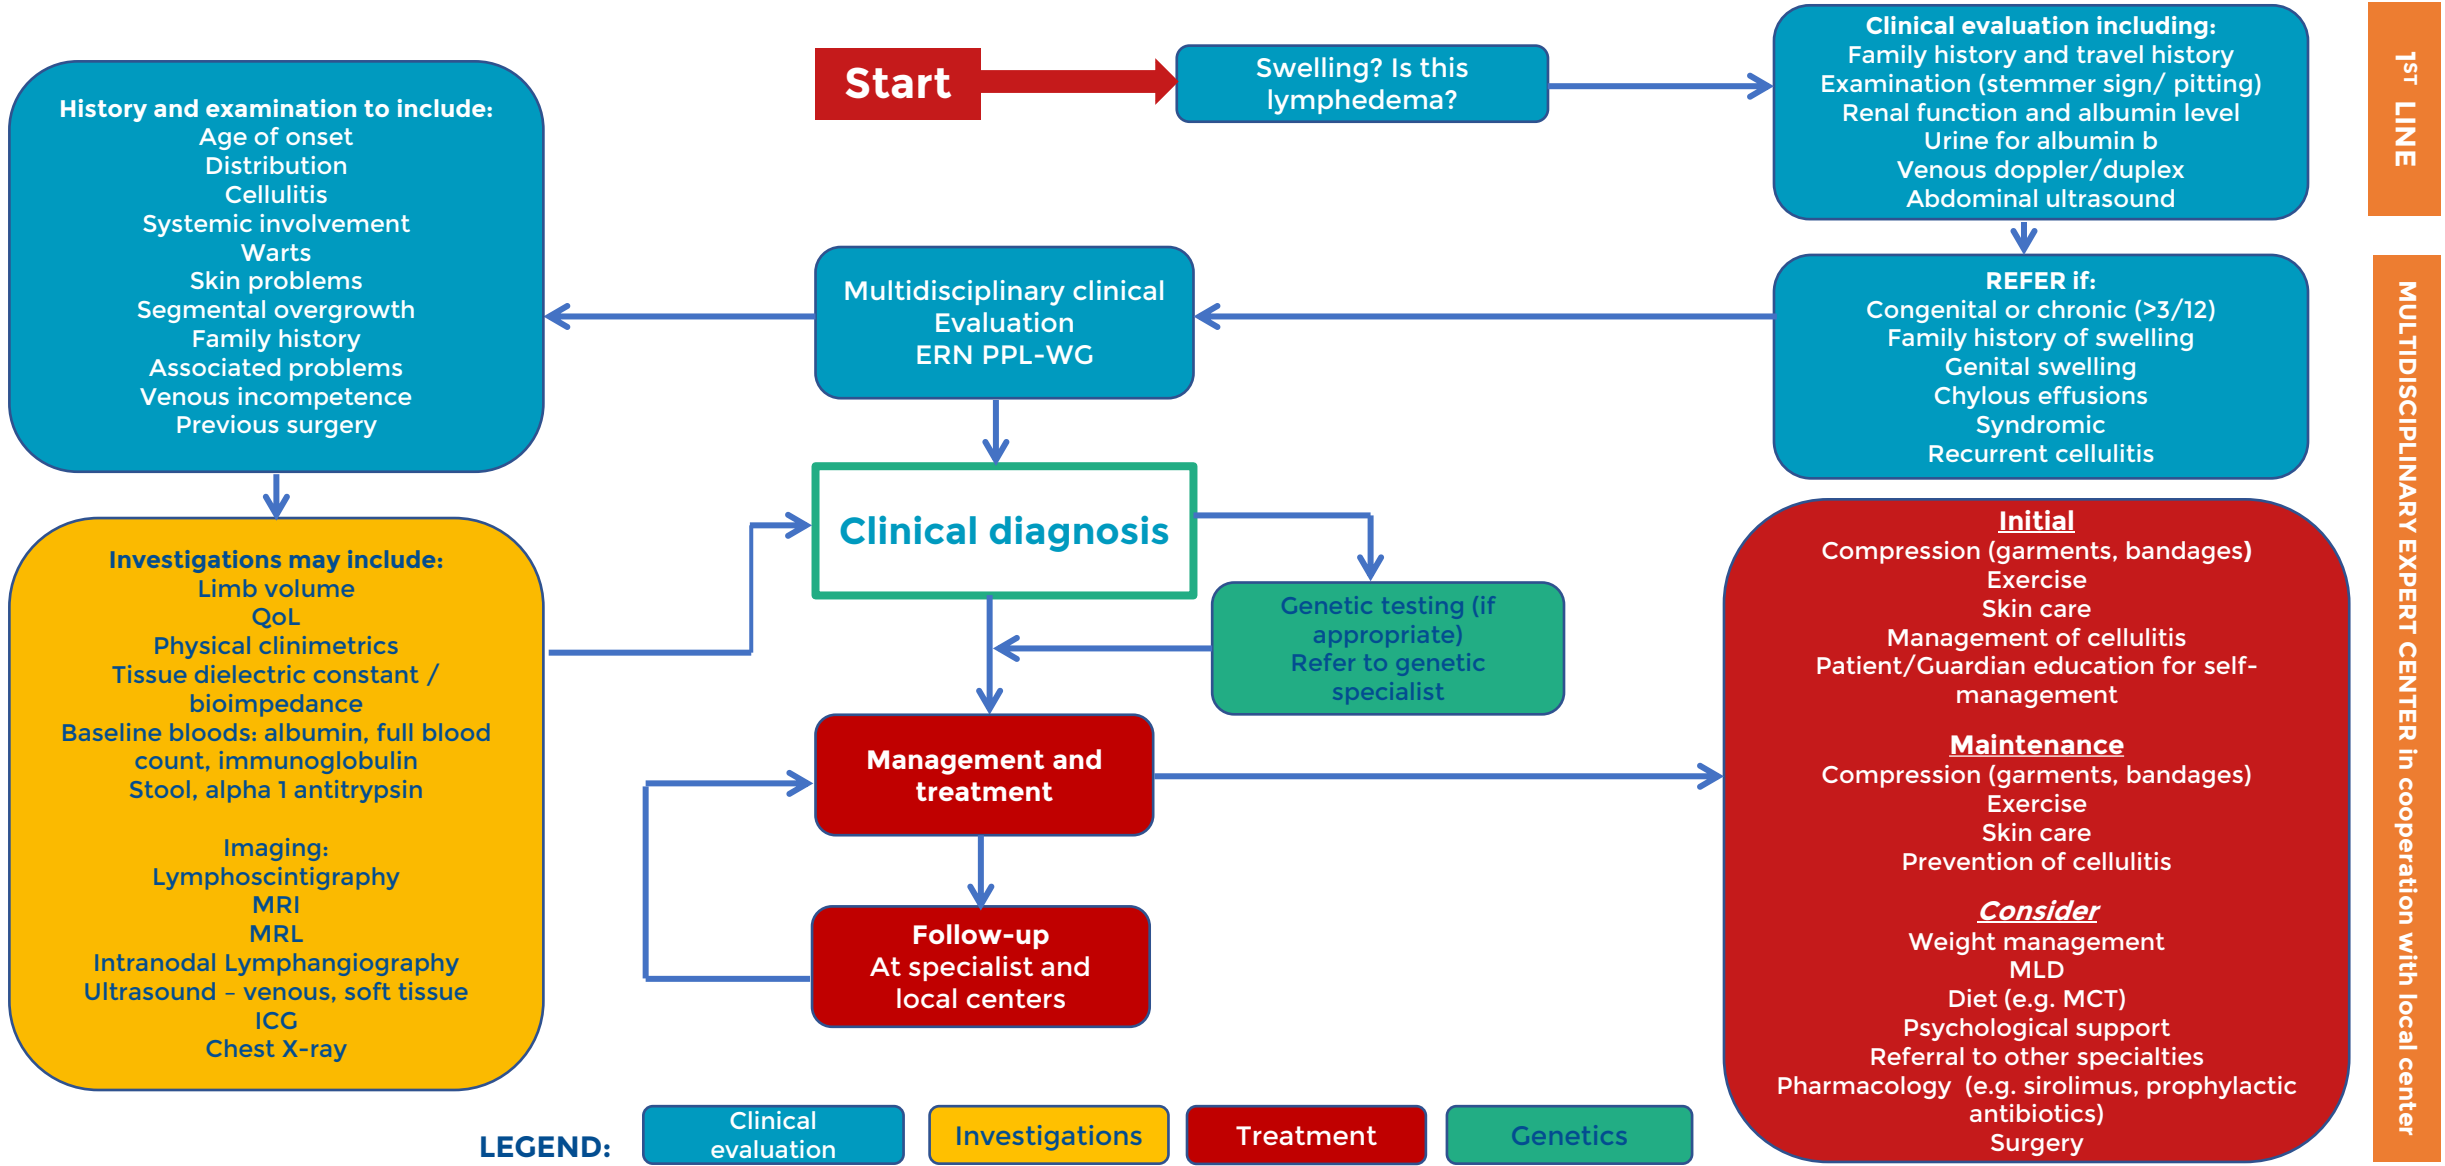 Start
Swelling? Is this
lymphedema?
Clinical evaluation including:
Family history and travel history
Examination (stemmer sign/ pitting)
Renal function and albumin level
Urine for albumin b
Venous doppler/duplex
Abdominal ultrasound
1ST LINE
REFER if:
Congenital or chronic (>3/12)
Family history of swelling
Genital swelling
Chylous effusions
Syndromic
Recurrent cellulitis
MULTIDISCIPLINARY EXPERT CENTER in cooperation with local center
Multidisciplinary clinical
Evaluation
ERN PPL-WG
History and examination to include:
Age of onset
Distribution
Cellulitis
Systemic involvement
Warts
Skin problems
Segmental overgrowth
Family history
Associated problems
Venous incompetence
Previous surgery
Investigations may include:
Limb volume
QoL
Physical clinimetrics
Tissue dielectric constant /
bioimpedance
Baseline bloods: albumin, full blood
count, immunoglobulin
Stool, alpha 1 antitrypsin
Imaging:
Lymphoscintigraphy
MRI
MRL
Intranodal Lymphangiography
Ultrasound – venous, soft tissue
ICG
Chest X-ray
Clinical diagnosis
Genetic testing (if
appropriate)
Refer to genetic
specialist
Management and
treatment
Follow-up
At specialist and
local centers
Initial
Compression (garments, bandages)
Exercise
Skin care
Management of cellulitis
Patient/Guardian education for self-
management
Maintenance
Compression (garments, bandages)
Exercise
Skin care
Prevention of cellulitis
Consider
Weight management
MLD
Diet (e.g. MCT)
Psychological support
Referral to other specialties
Pharmacology (e.g. sirolimus, prophylactic
antibiotics)
Surgery
LEGEND:
Clinical
evaluation
Investigations
Treatment
Genetics